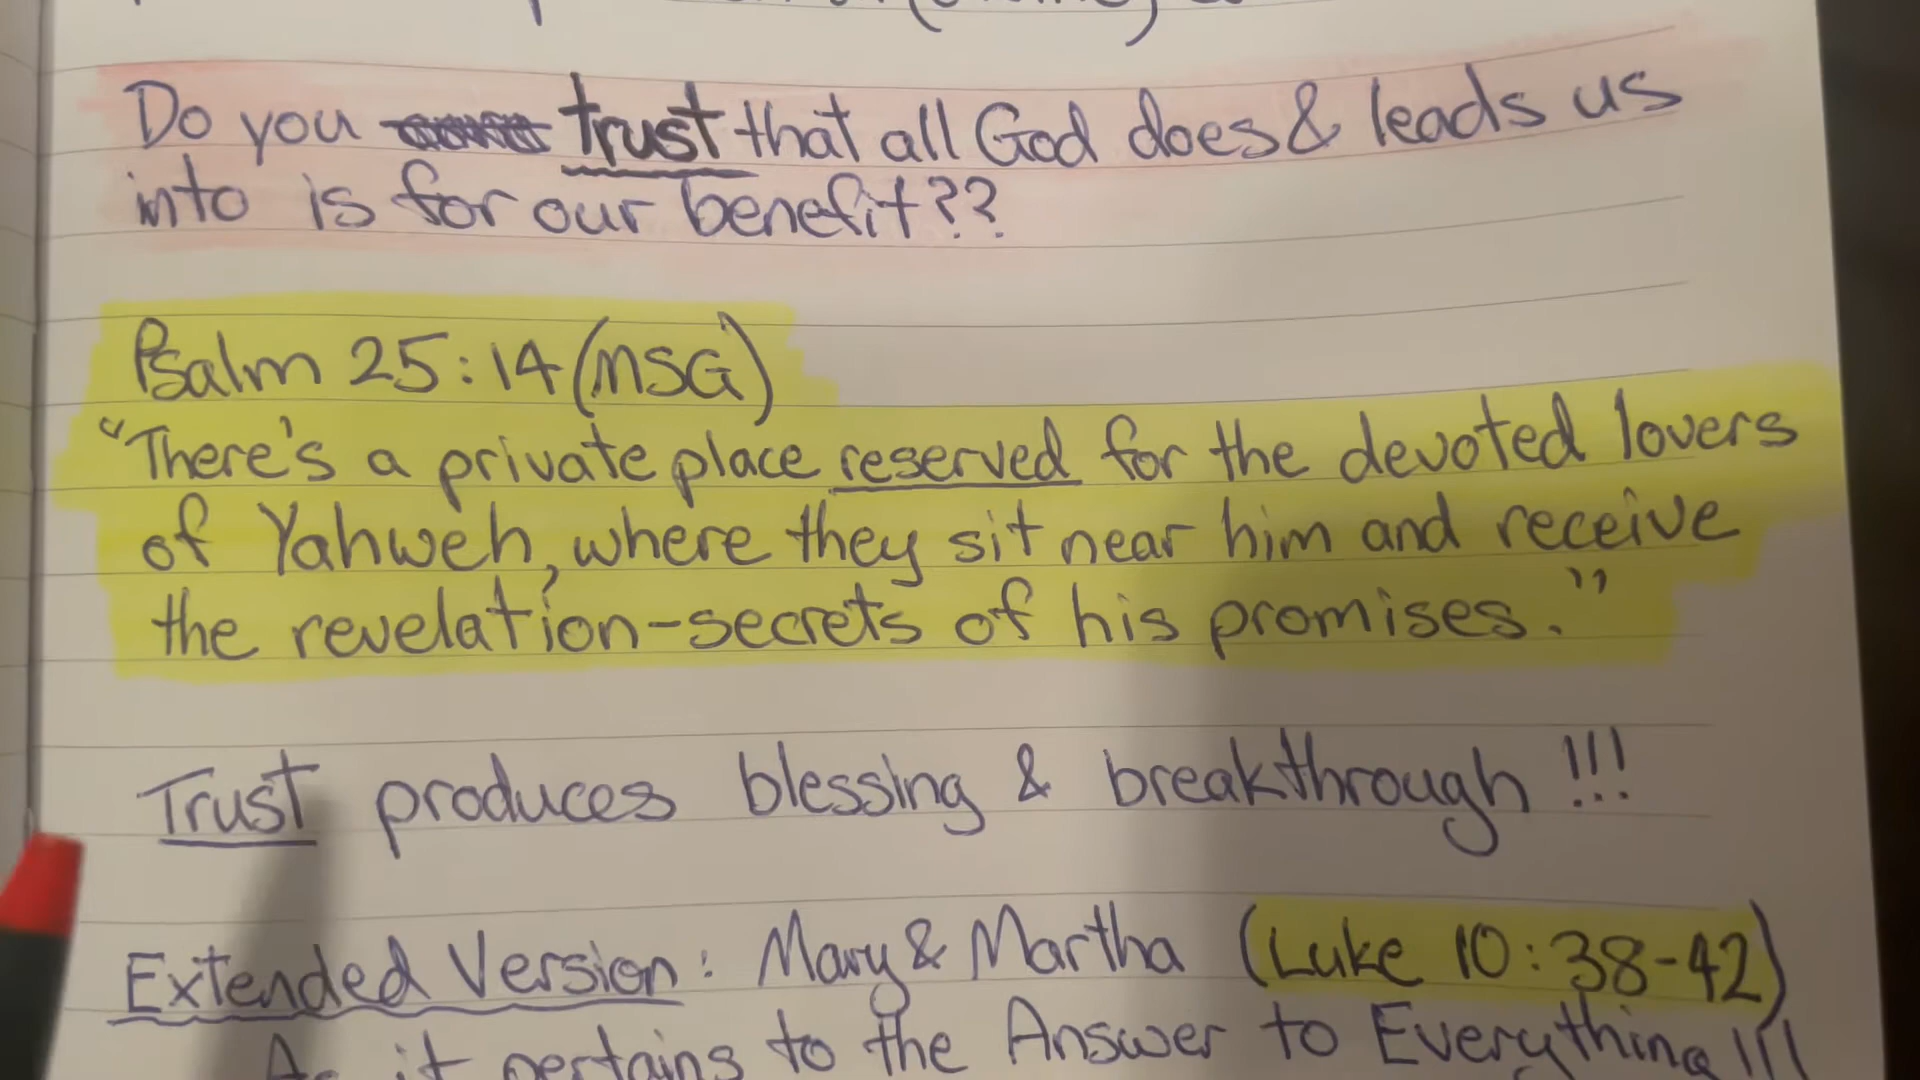 Do you trust that all God does & leads us
into is for our benefit??
Psalm 25:14 (MSG)
"There's a private place reserved for the devoted lovers
of Yahweh, where they sit near him and receive
the revelation-secrets of his promises."
Trust produces blessing & breakthrough!!!
Extended Version: Mary & Martha (Luke 10:38-42)
As it pertains to the Answer to Everything!!!